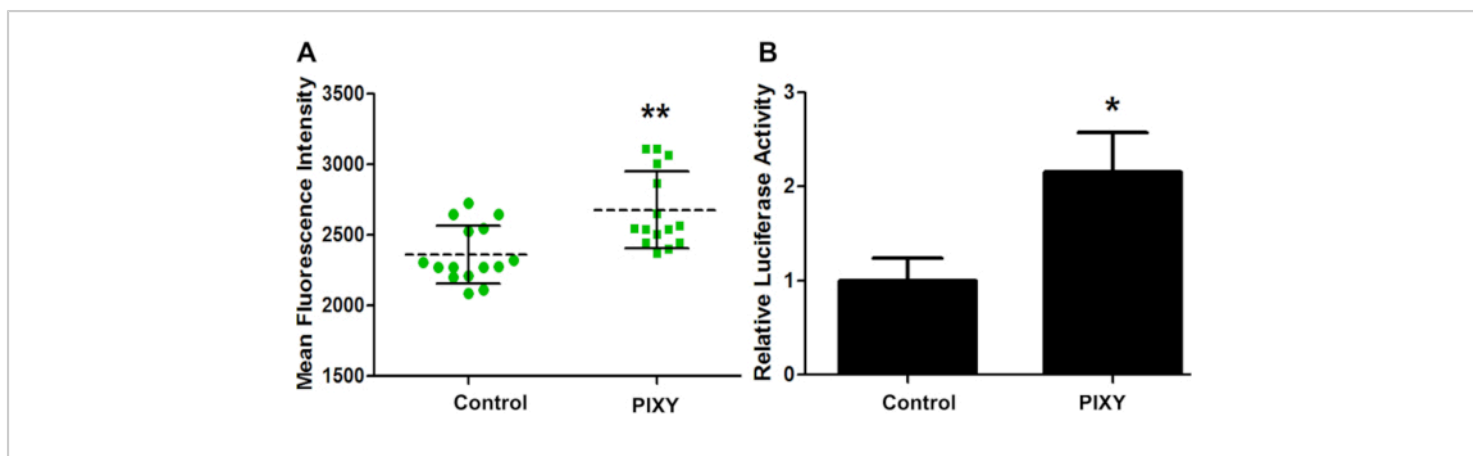 A
Mean Fluorescence Intensity
3500
3000
2500
2000
1500
**
Control
PIXY
B
Relative Luciferase Activity
3
2
1
0
*
Control
PIXY